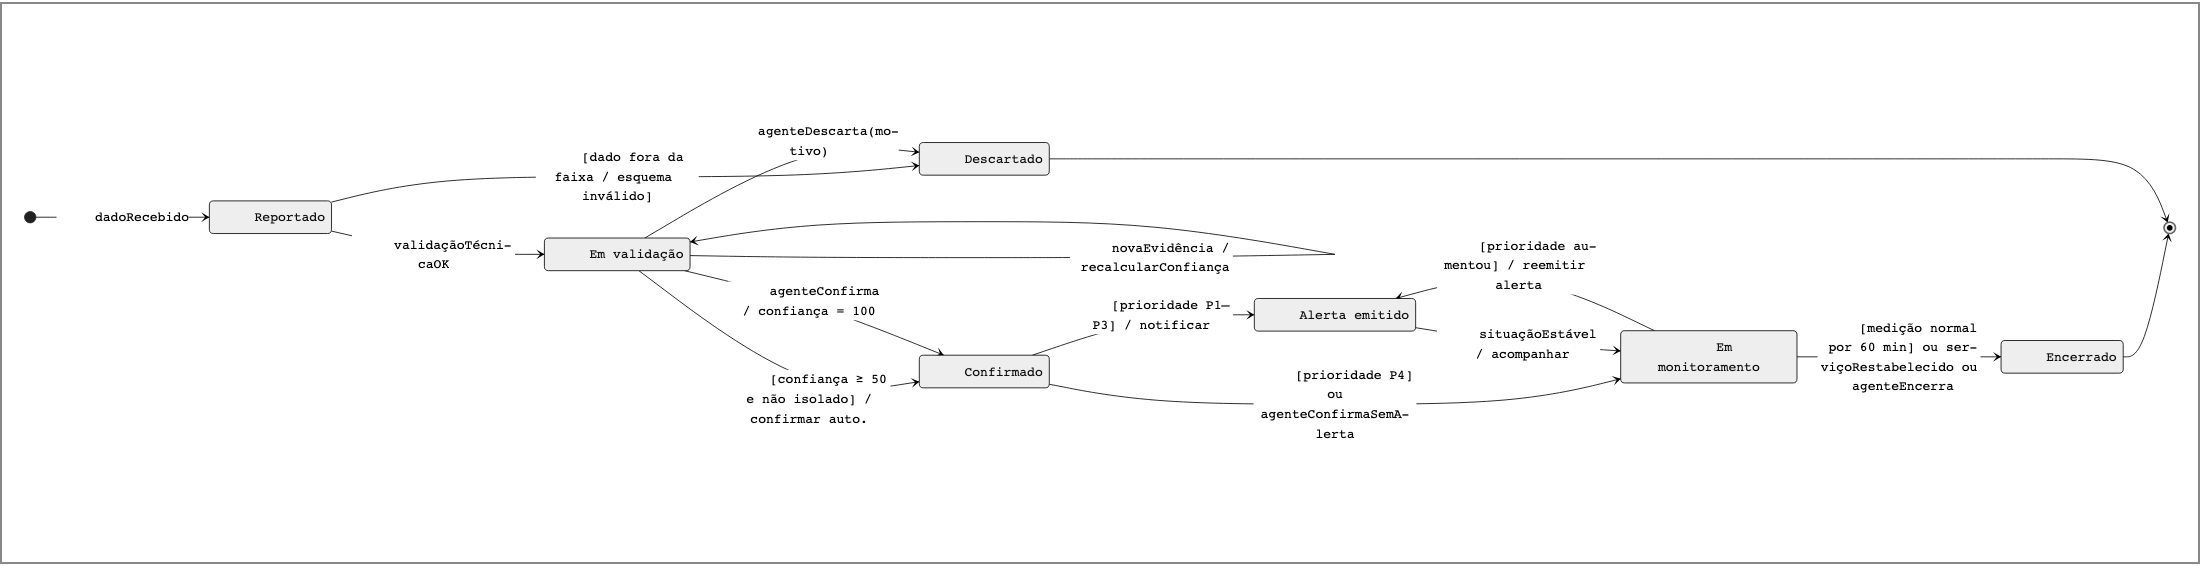 agenteDescarta(mo-
tivo)
[dado fora da
faixa / esquema
inválido]
Descartado
dadoRecebido
Reportado
validaçãoTécni-
caOK
Em validação
novaEvidência /
recalcularConfiança
agenteConfirma
/ confiança = 100
[confiança ≥ 50
e não isolado] /
confirmar auto.
Confirmado
[prioridade P1–
P3] / notificar
Alerta emitido
[prioridade au-
mentou] / reemitir
alerta
situaçãoEstável
/ acompanhar
[prioridade P4]
ou
agenteConfirmaSemA-
lerta
Em
monitoramento
[medição normal
por 60 min] ou ser-
viçoRestabelecido ou
agenteEncerra
Encerrado